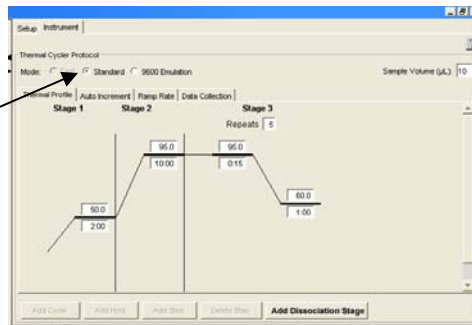 Setup Instrument
Thermal Cycler Protocol
Mode: Standard 9600 Emulation Sample Volume (µL): 10
Thermal Profile Auto Increment Ramp Rate Data Collection
Stage 1 Stage 2 Stage 3
Repeats 5
95.0 95.0
10:00 0:15
60.0
1:00
50.0
2:00
Add Cycle Add Hold Add Step Delete Step Add Dissociation Stage